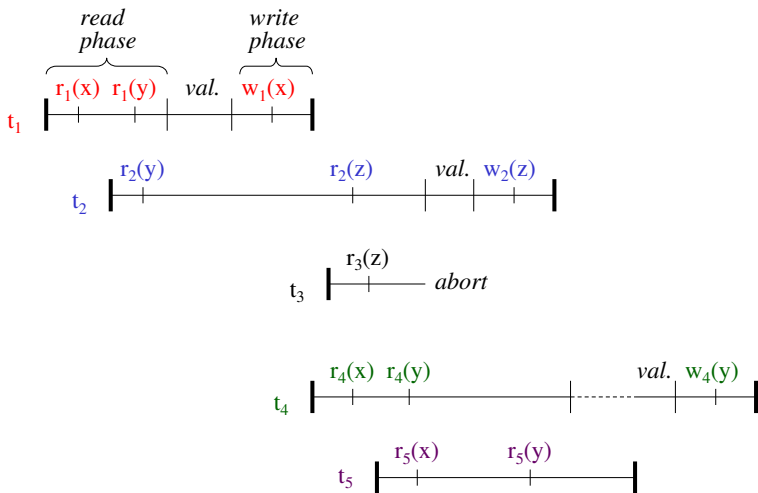 read phase write phase
r₁(x) r₁(y) val. w₁(x)
t₁
r₂(y) r₂(z) val. w₂(z)
t₂
r₃(z)
t₃ abort
r₄(x) r₄(y) val. w₄(y)
t₄
r₅(x) r₅(y)
t₅